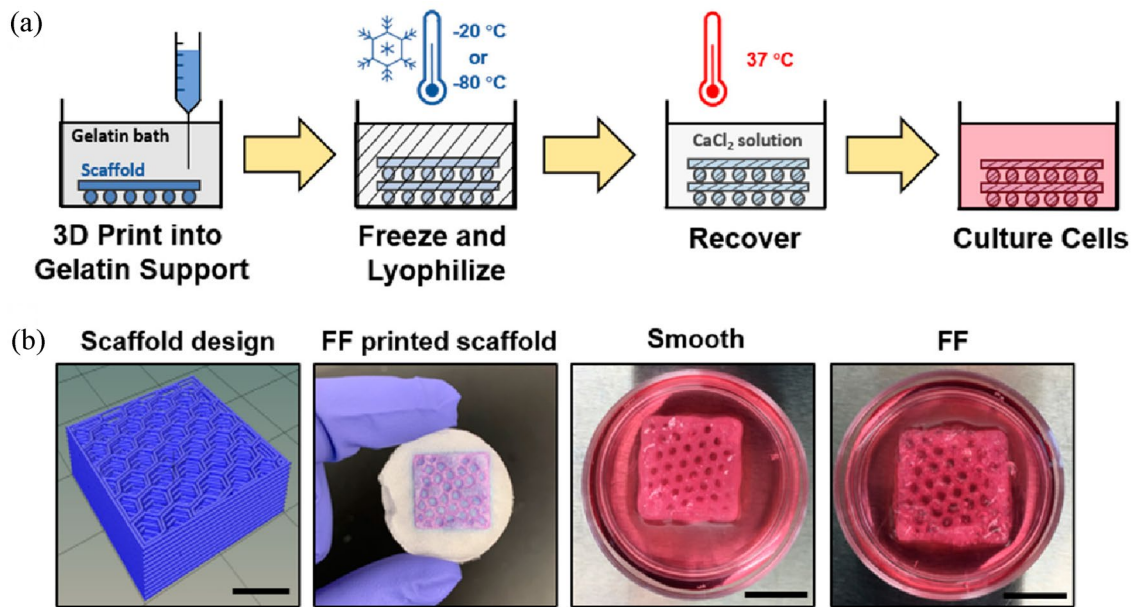 (a)
-20 °C
or
-80 °C
37 °C
Gelatin bath
Scaffold
CaCl₂ solution
3D Print into
Gelatin Support
Freeze and
Lyophilize
Recover
Culture Cells
(b)
Scaffold design
FF printed scaffold
Smooth
FF